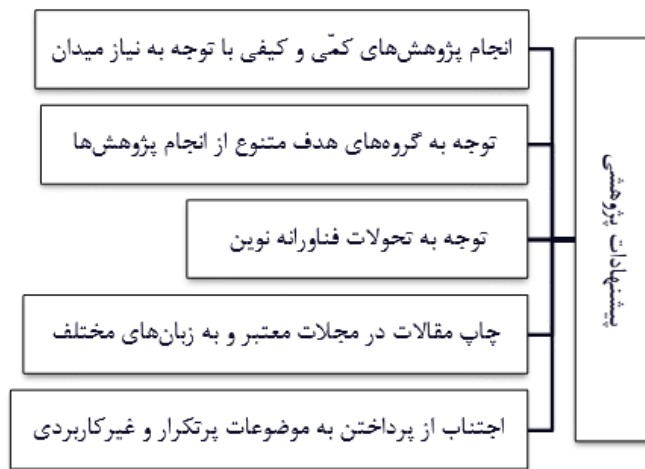 پیشنهادات پژوهشی
انجام پژوهش‌های کمّی و کیفی با توجه به نیاز میدان
توجه به گروه‌های هدف متنوع از انجام پژوهش‌ها
توجه به تحولات فناورانه نوین
چاپ مقالات در مجلات معتبر و به زبان‌های مختلف
اجتناب از پرداختن به موضوعات پرتکرار و غیرکاربردی